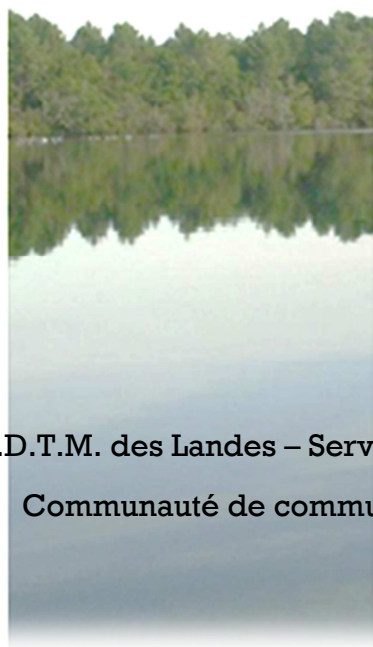 .D.T.M. des Landes – Serv
Communauté de commu